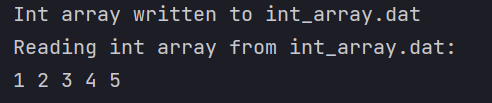 Int array written to int_array.dat
Reading int array from int_array.dat:
1 2 3 4 5